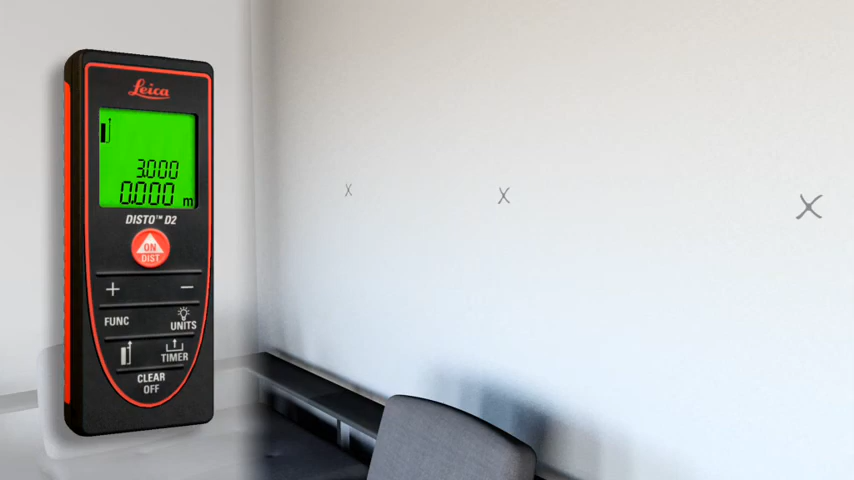 Leica
3.000
0.000 m
DISTO™ D2
ON
DIST
+ −
FUNC
UNITS
TIMER
CLEAR
OFF
X X X